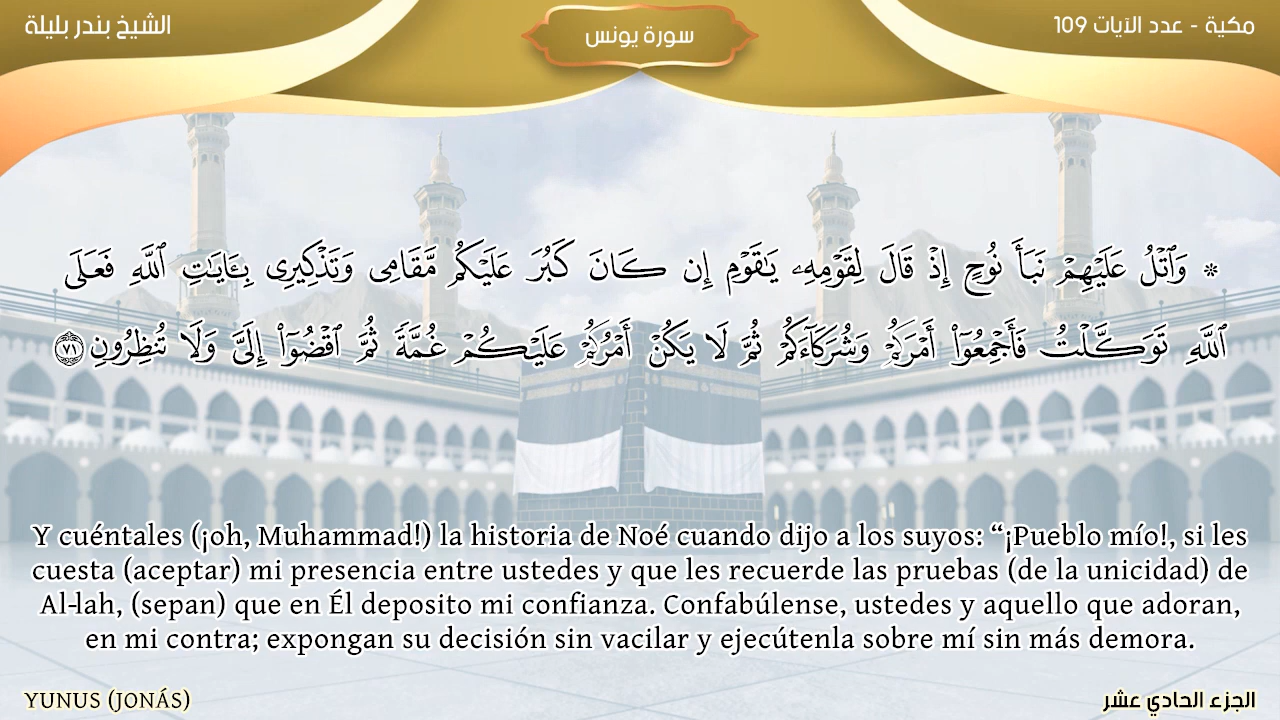 الشيخ بندر بليلة
سورة يونس
مكية - عدد الآيات 109
۞ وَٱتْلُ عَلَيْهِمْ نَبَأَ نُوحٍ إِذْ قَالَ لِقَوْمِهِۦ يَٰقَوْمِ إِن كَانَ كَبُرَ عَلَيْكُم مَّقَامِى وَتَذْكِيرِى بِـَٔايَٰتِ ٱللَّهِ فَعَلَى
ٱللَّهِ تَوَكَّلْتُ فَأَجْمِعُوٓا۟ أَمْرَكُمْ وَشُرَكَآءَكُمْ ثُمَّ لَا يَكُنْ أَمْرُكُمْ عَلَيْكُمْ غُمَّةً ثُمَّ ٱقْضُوٓا۟ إِلَىَّ وَلَا تُنظِرُونِ ٧١
Y cuéntales (¡oh, Muhammad!) la historia de Noé cuando dijo a los suyos: “¡Pueblo mío!, si les
cuesta (aceptar) mi presencia entre ustedes y que les recuerde las pruebas (de la unicidad) de
Al-lah, (sepan) que en Él deposito mi confianza. Confabúlense, ustedes y aquello que adoran,
en mi contra; expongan su decisión sin vacilar y ejecútenla sobre mí sin más demora.
YUNUS (JONÁS)
الجزء الحادي عشر